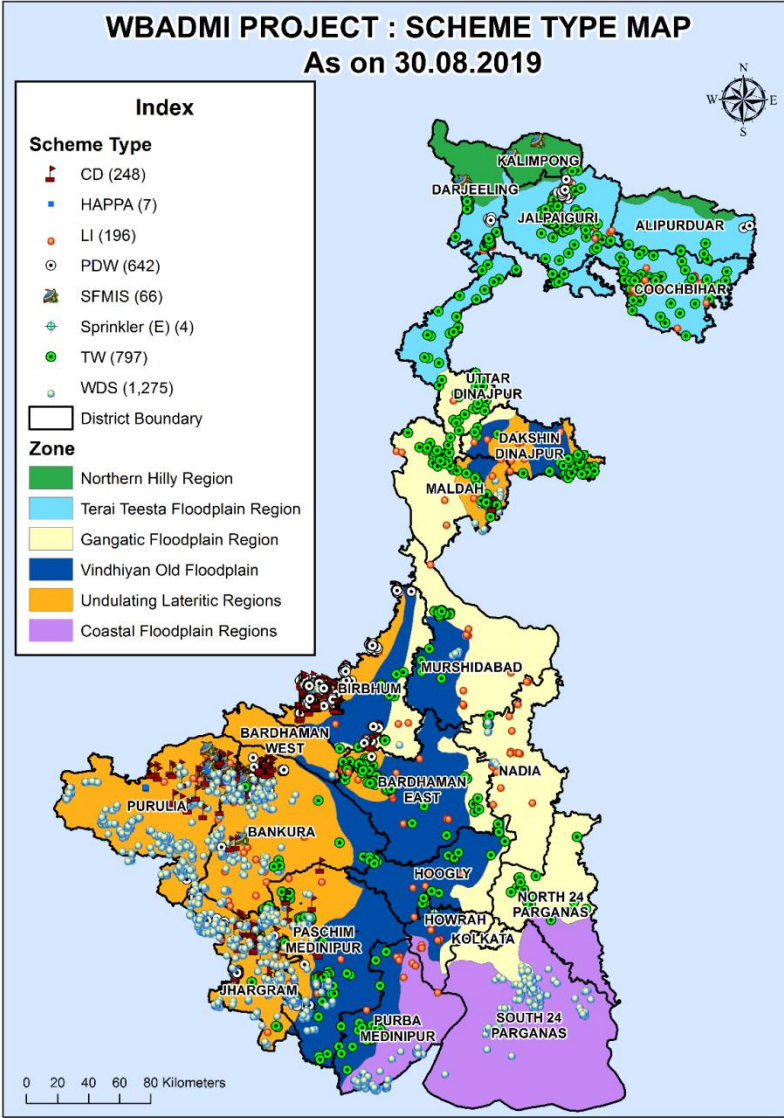 WBADMI PROJECT : SCHEME TYPE MAP
As on 30.08.2019
N
W
E
S
Index
Scheme Type
CD (248)
HAPPA (7)
LI (196)
PDW (642)
SFMIS (66)
Sprinkler (E) (4)
TW (797)
WDS (1,275)
District Boundary
Zone
Northern Hilly Region
Terai Teesta Floodplain Region
Gangatic Floodplain Region
Vindhiyan Old Floodplain
Undulating Lateritic Regions
Coastal Floodplain Regions
KALIMPONG
DARJEELING
JALPAIGURI
ALIPURDUAR
COOCHBIHAR
UTTAR
DINAJPUR
DAKSHIN
DINAJPUR
MALDAH
MURSHIDABAD
BIRBHUM
BARDHAMAN
WEST
BARDHAMAN
EAST
NADIA
PURULIA
BANKURA
HOOGLY
NORTH 24
PARGANAS
HOWRAH
KOLKATA
PASCHIM
MEDINIPUR
JHARGRAM
SOUTH 24
PARGANAS
PURBA
MEDINIPUR
0 20 40 60 80 Kilometers